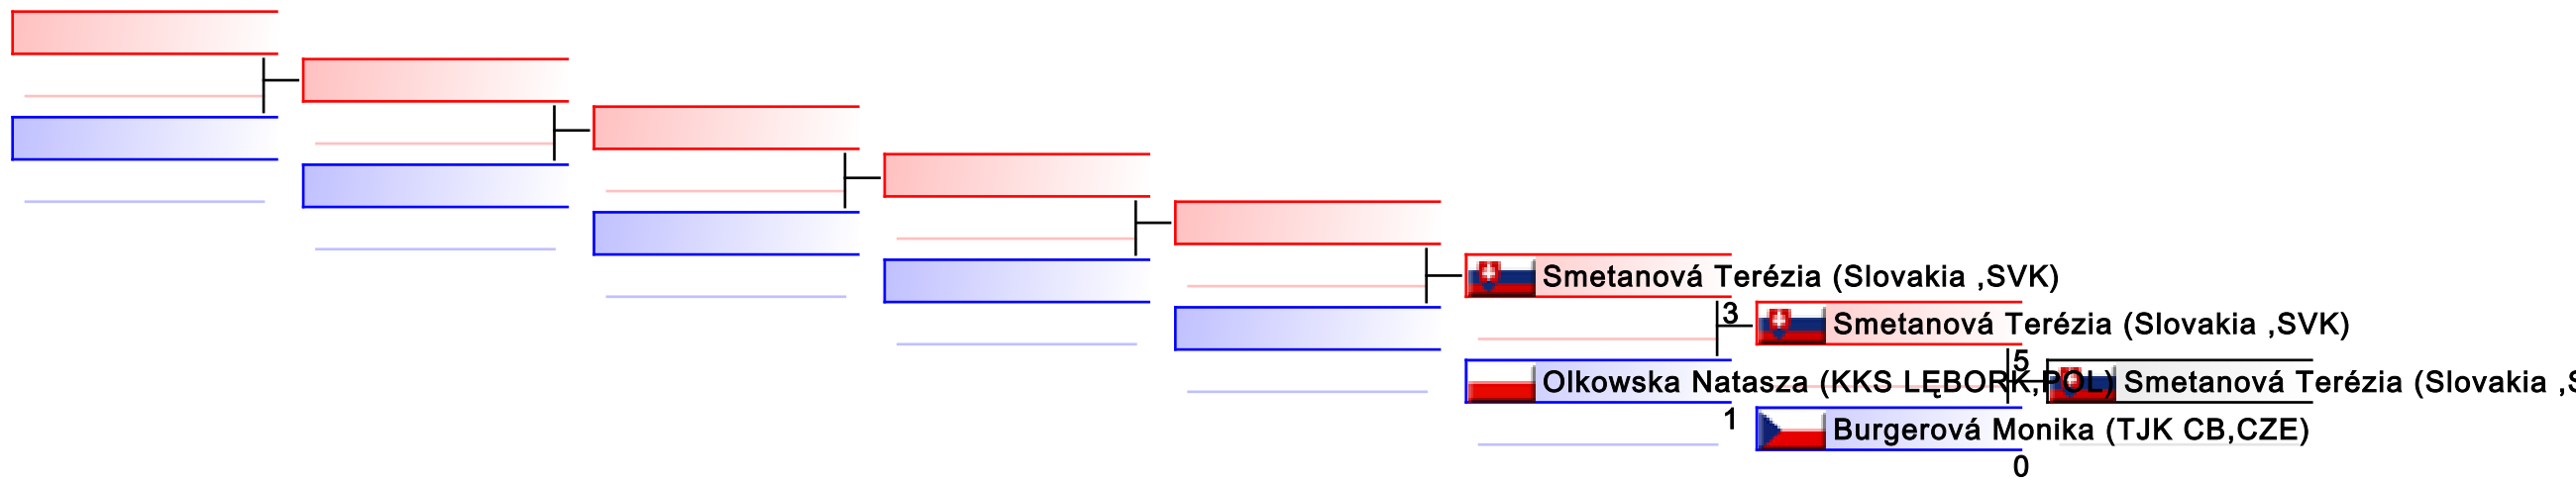 Smetanová Terézia (Slovakia ,SVK)
3
Smetanová Terézia (Slovakia ,SVK)
5
Olkowska Natasza (KKS LĘBORK,POL)
Smetanová Terézia (Slovakia ,S
1
Burgerová Monika (TJK CB,CZE)
0